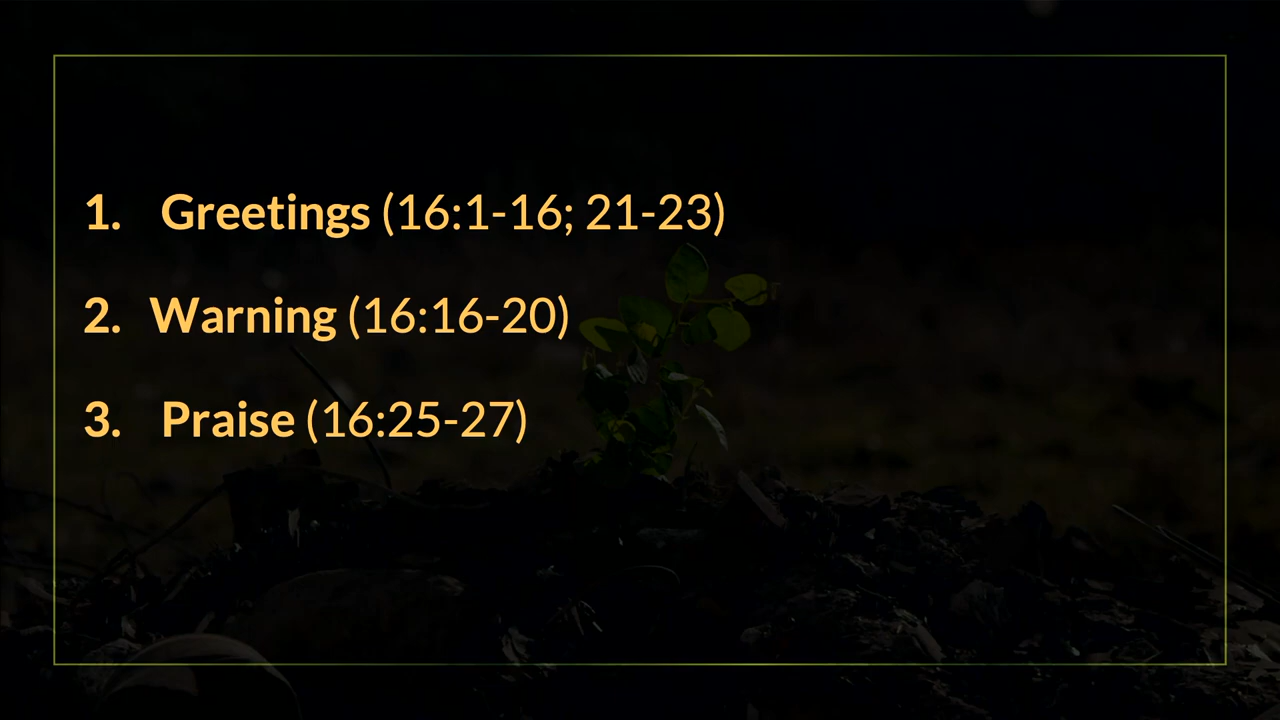 1. Greetings (16:1-16; 21-23)
2. Warning (16:16-20)
3. Praise (16:25-27)